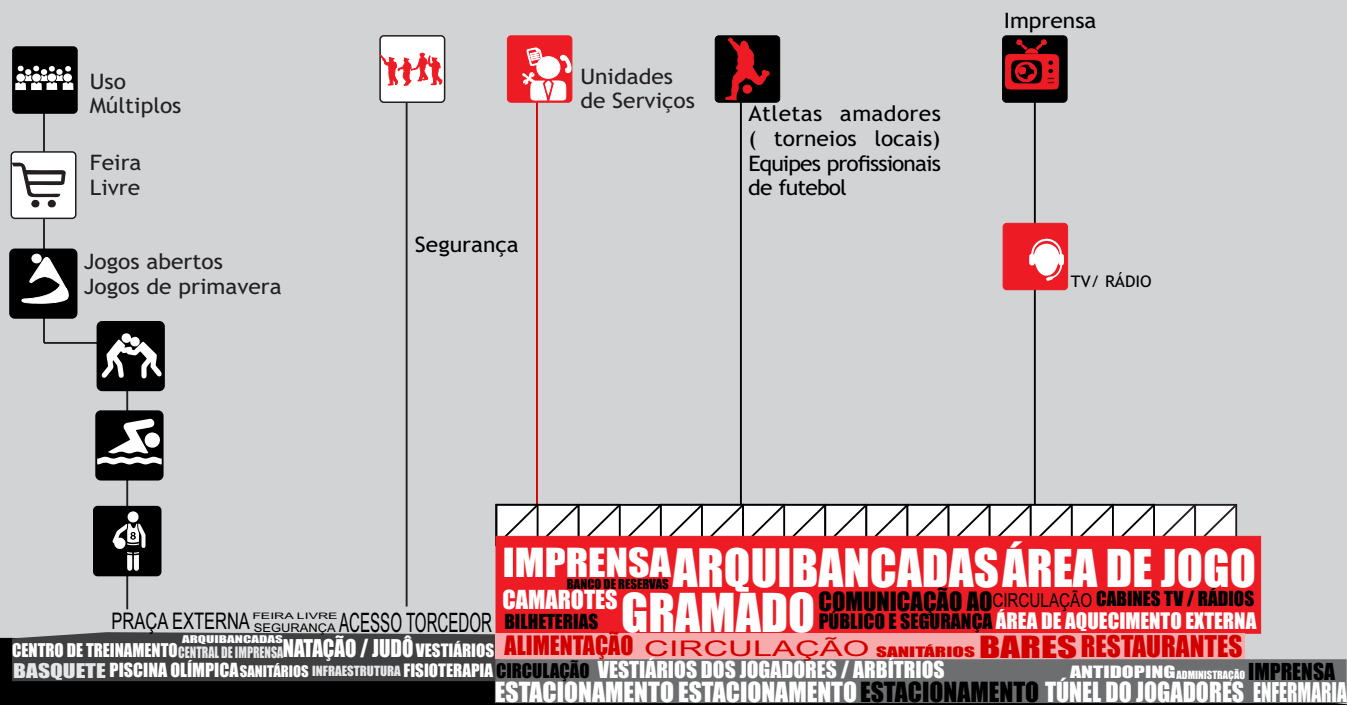 Imprensa
Uso
Múltiplos
Unidades
de Serviços
Atletas amadores
( torneios locais)
Equipes profissionais
de futebol
Feira
Livre
Segurança
Jogos abertos
Jogos de primavera
TV/ RÁDIO
8
IMPRENSA ARQUIBANCADAS ÁREA DE JOGO
BANCO DE RESERVAS
CAMAROTES GRAMADO COMUNICAÇÃO AO CIRCULAÇÃO CABINES TV / RÁDIOS
BILHETERIAS PÚBLICO E SEGURANÇA ÁREA DE AQUECIMENTO EXTERNA
PRAÇA EXTERNA FEIRA LIVRE ACESSO TORCEDOR
SEGURANCA
ALIMENTAÇÃO CIRCULAÇÃO SANITÁRIOS BARES RESTAURANTES
ARQUIBANCADAS
CENTRO DE TREINAMENTO CENTRAL DE IMPRENSA NATAÇÃO / JUDÔ VESTIÁRIOS
BASQUETE PISCINA OLÍMPICA SANITÁRIOS INFRAESTRUTURA FISIOTERAPIA
CIRCULAÇÃO VESTIÁRIOS DOS JOGADORES / ARBÍTRIOS ANTIDOPING ADMINISTRAÇÃO IMPRENSA
ESTACIONAMENTO ESTACIONAMENTO ESTACIONAMENTO TÚNEL DO JOGADORES ENFERMARIA